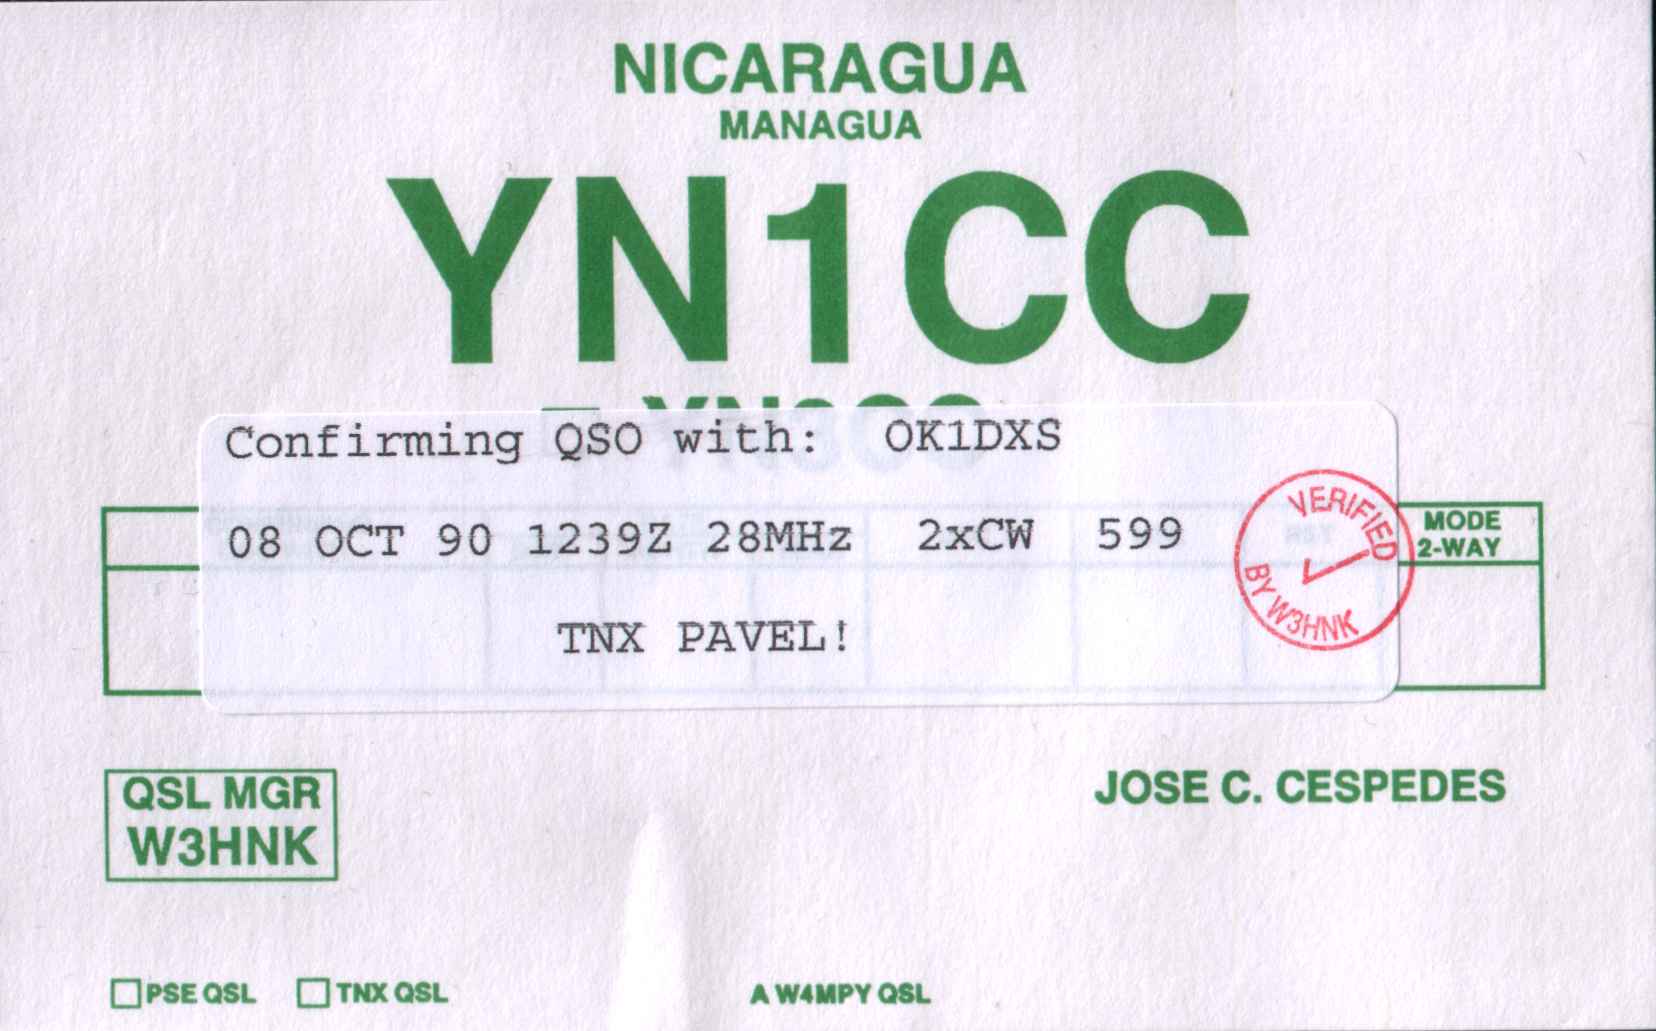 NICARAGUA
MANAGUA
YN1CC
Confirming QSO with: OK1DXS
08 OCT 90 1239Z 28MHz 2xCW 599
TNX PAVEL!
VERIFIED
BY W3HNK
MODE
2-WAY
QSL MGR
W3HNK
JOSE C. CESPEDES
PSE QSL
TNX QSL
A W4MPY QSL